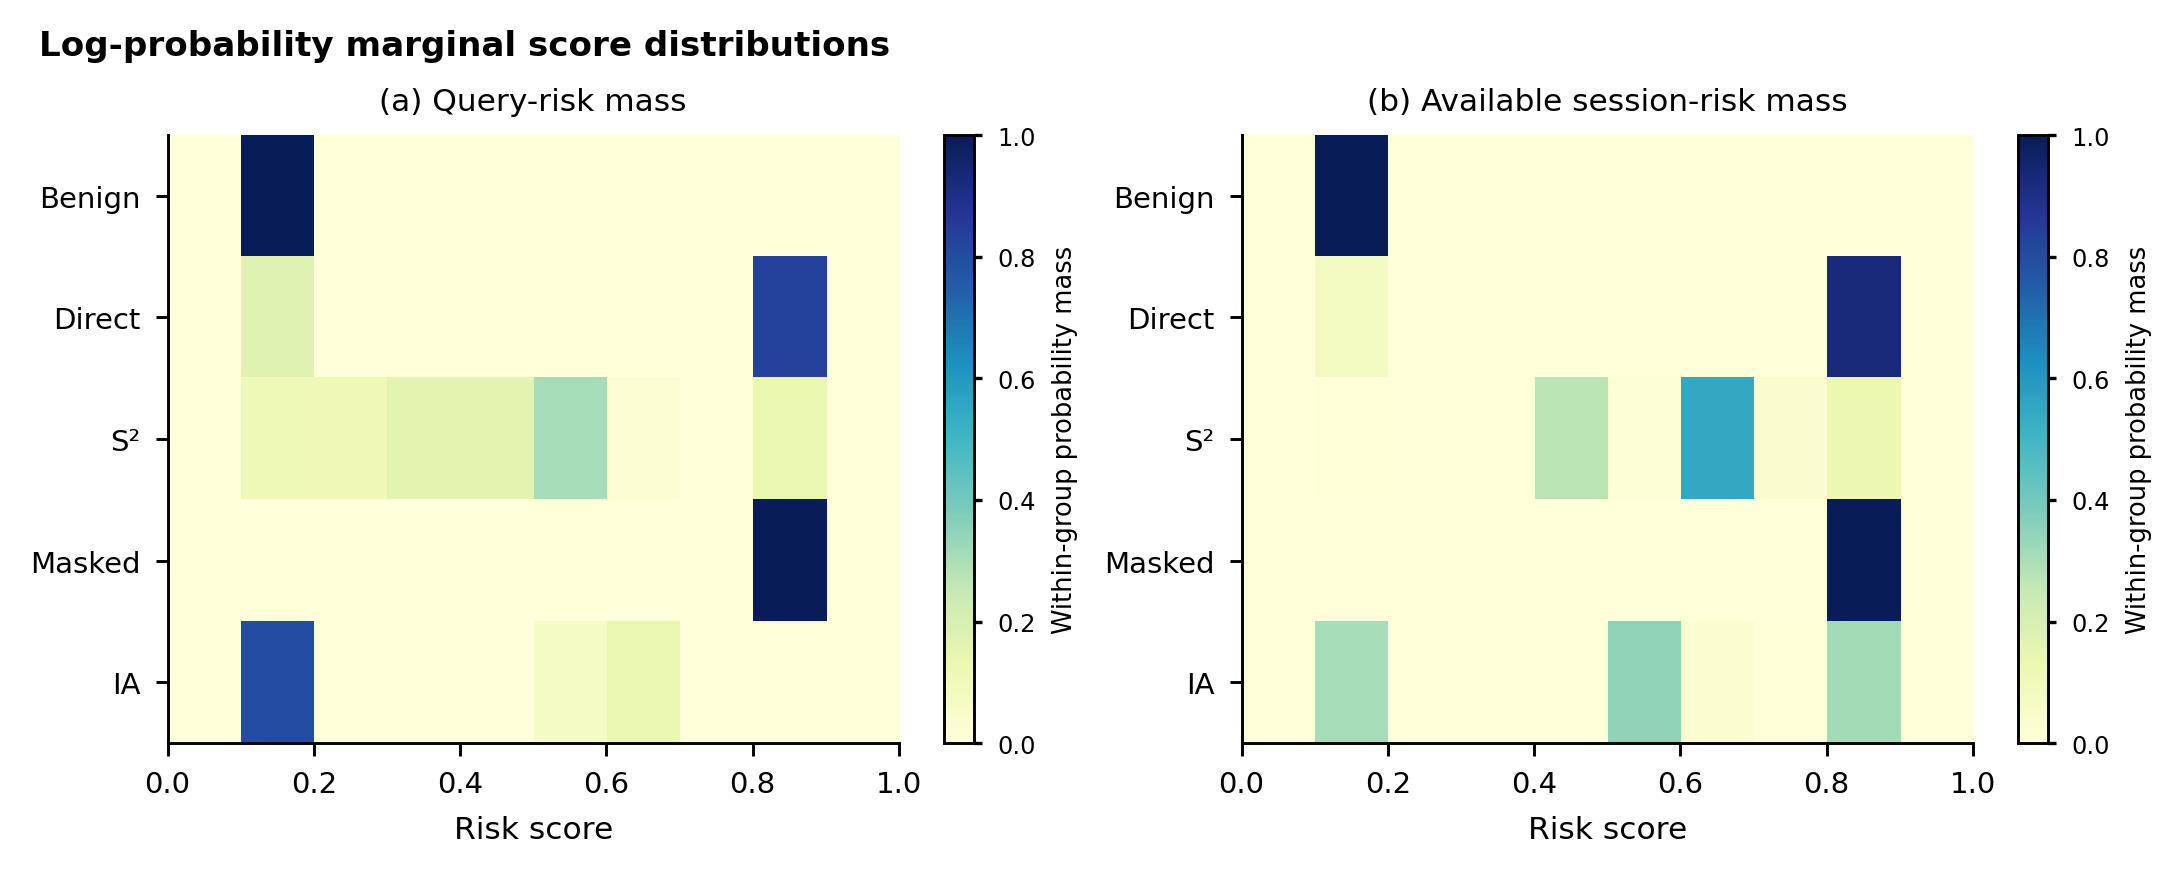 Log-probability marginal score distributions
(a) Query-risk mass
Benign
Direct
S²
Masked
IA
0.0 0.2 0.4 0.6 0.8 1.0
Risk score
1.0
0.8
0.6
0.4
0.2
0.0
Within-group probability mass
(b) Available session-risk mass
Benign
Direct
S²
Masked
IA
0.0 0.2 0.4 0.6 0.8 1.0
Risk score
1.0
0.8
0.6
0.4
0.2
0.0
Within-group probability mass